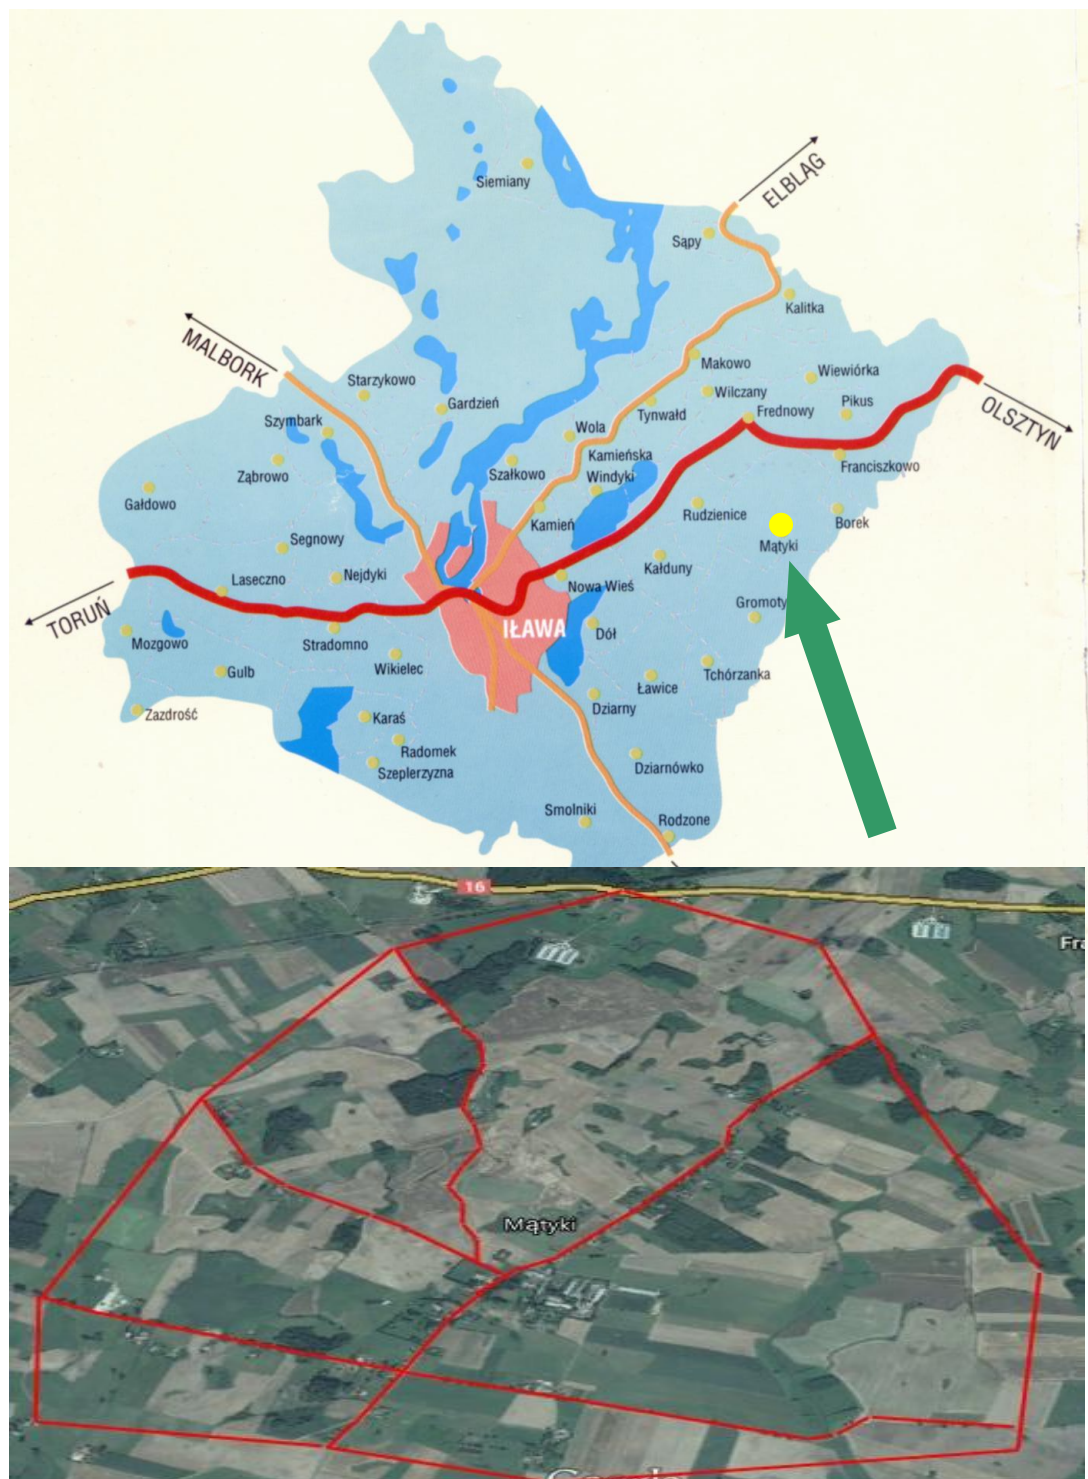 ELBLĄG
Siemiany
Sąpy
Kalitka
MALBORK
Makowo
Wiewiórka
Starzykowo
Wilczany
OLSZTYN
Gardzień
Tynwałd
Frednowy
Pikus
Szymbark
Wola
Kamieńska
Ząbrowo
Szałkowo
Windyki
Franciszkowo
Gałdowo
Rudzienice
Kamień
Borek
Segnowy
Mątyki
Laseczno
Nejdyki
Kałduny
Nowa Wieś
TORUŃ
Gromoty
IŁAWA
Dół
Mozgowo
Stradomno
Wikielec
Gulb
Tchórzanka
Ławice
Zazdrość
Karaś
Dziarny
Radomek
Szeplerzyzna
Dziarnówko
Smolniki
Rodzone
16
Fra
Mątyki